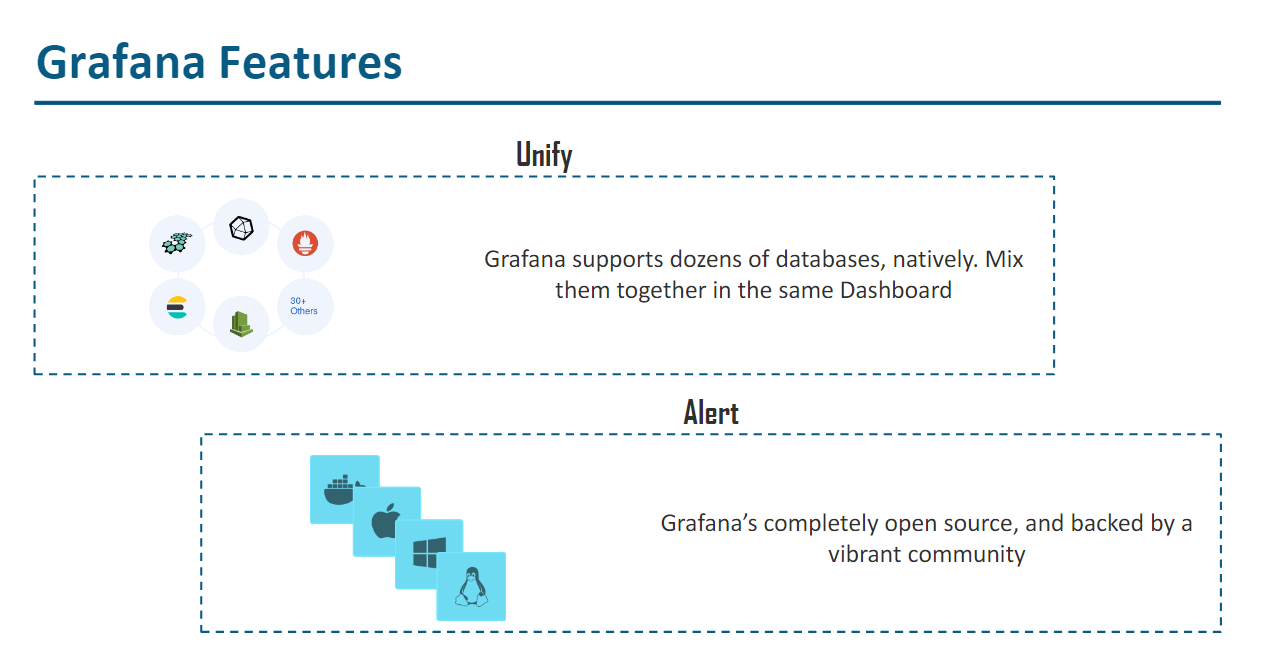 Grafana Features
Unify
30+
Others
Grafana supports dozens of databases, natively. Mix
them together in the same Dashboard
Alert
Grafana’s completely open source, and backed by a
vibrant community